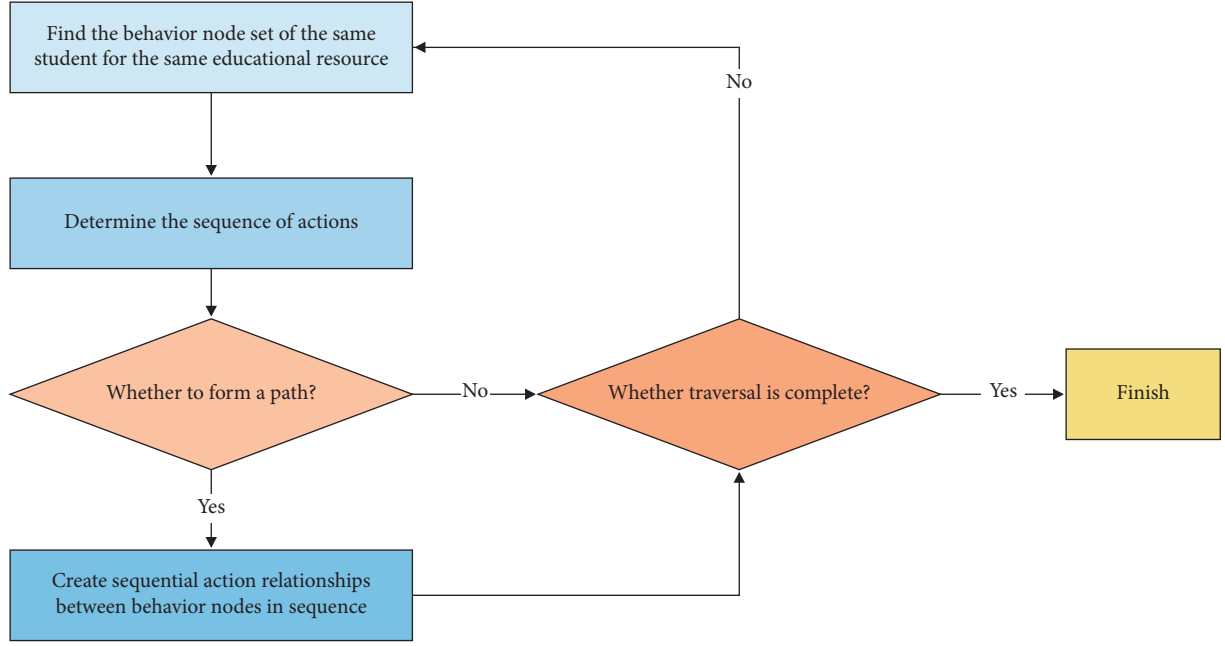 Find the behavior node set of the same
student for the same educational resource
No
Determine the sequence of actions
Whether to form a path?
No
Whether traversal is complete?
Yes
Finish
Yes
Create sequential action relationships
between behavior nodes in sequence